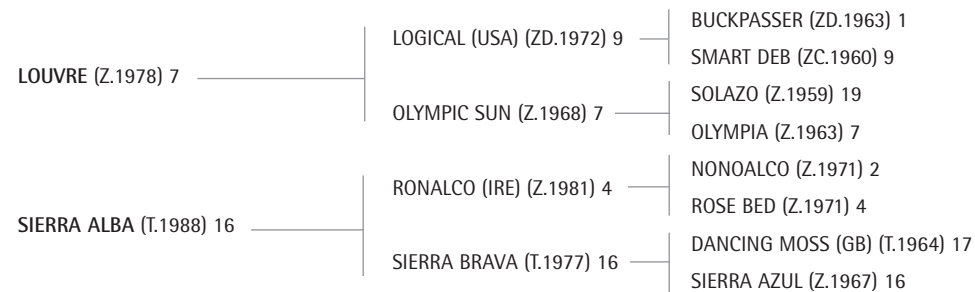 BUCKPASSER (ZD.1963) 1
LOGICAL (USA) (ZD.1972) 9
SMART DEB (ZC.1960) 9
LOUVRE (Z.1978) 7
SOLAZO (Z.1959) 19
OLYMPIC SUN (Z.1968) 7
OLYMPIA (Z.1963) 7
NONOALCO (Z.1971) 2
RONALCO (IRE) (Z.1981) 4
ROSE BED (Z.1971) 4
SIERRA ALBA (T.1988) 16
DANCING MOSS (GB) (T.1964) 17
SIERRA BRAVA (T.1977) 16
SIERRA AZUL (Z.1967) 16